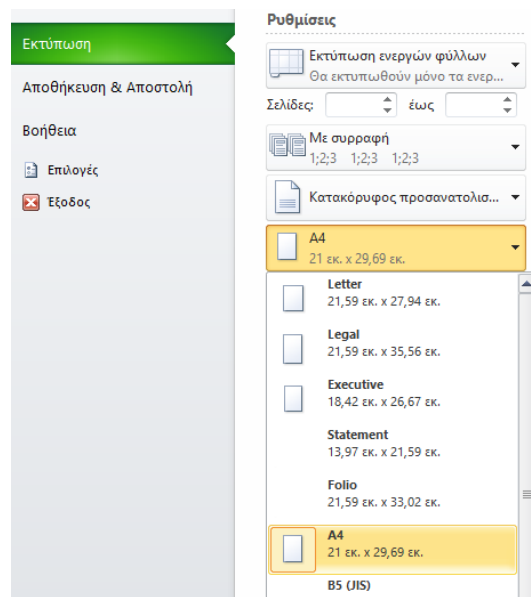 Εκτύπωση
Αποθήκευση & Αποστολή
Βοήθεια
Επιλογές
Έξοδος
Ρυθμίσεις
Εκτύπωση ενεργών φύλλων
Θα εκτυπωθούν μόνο τα ενερ...
Σελίδες: έως
Με συρραφή
1;2;3 1;2;3 1;2;3
Κατακόρυφος προσανατολισ...
A4
21 εκ. x 29,69 εκ.
Letter
21,59 εκ. x 27,94 εκ.
Legal
21,59 εκ. x 35,56 εκ.
Executive
18,42 εκ. x 26,67 εκ.
Statement
13,97 εκ. x 21,59 εκ.
Folio
21,59 εκ. x 33,02 εκ.
A4
21 εκ. x 29,69 εκ.
B5 (JIS)